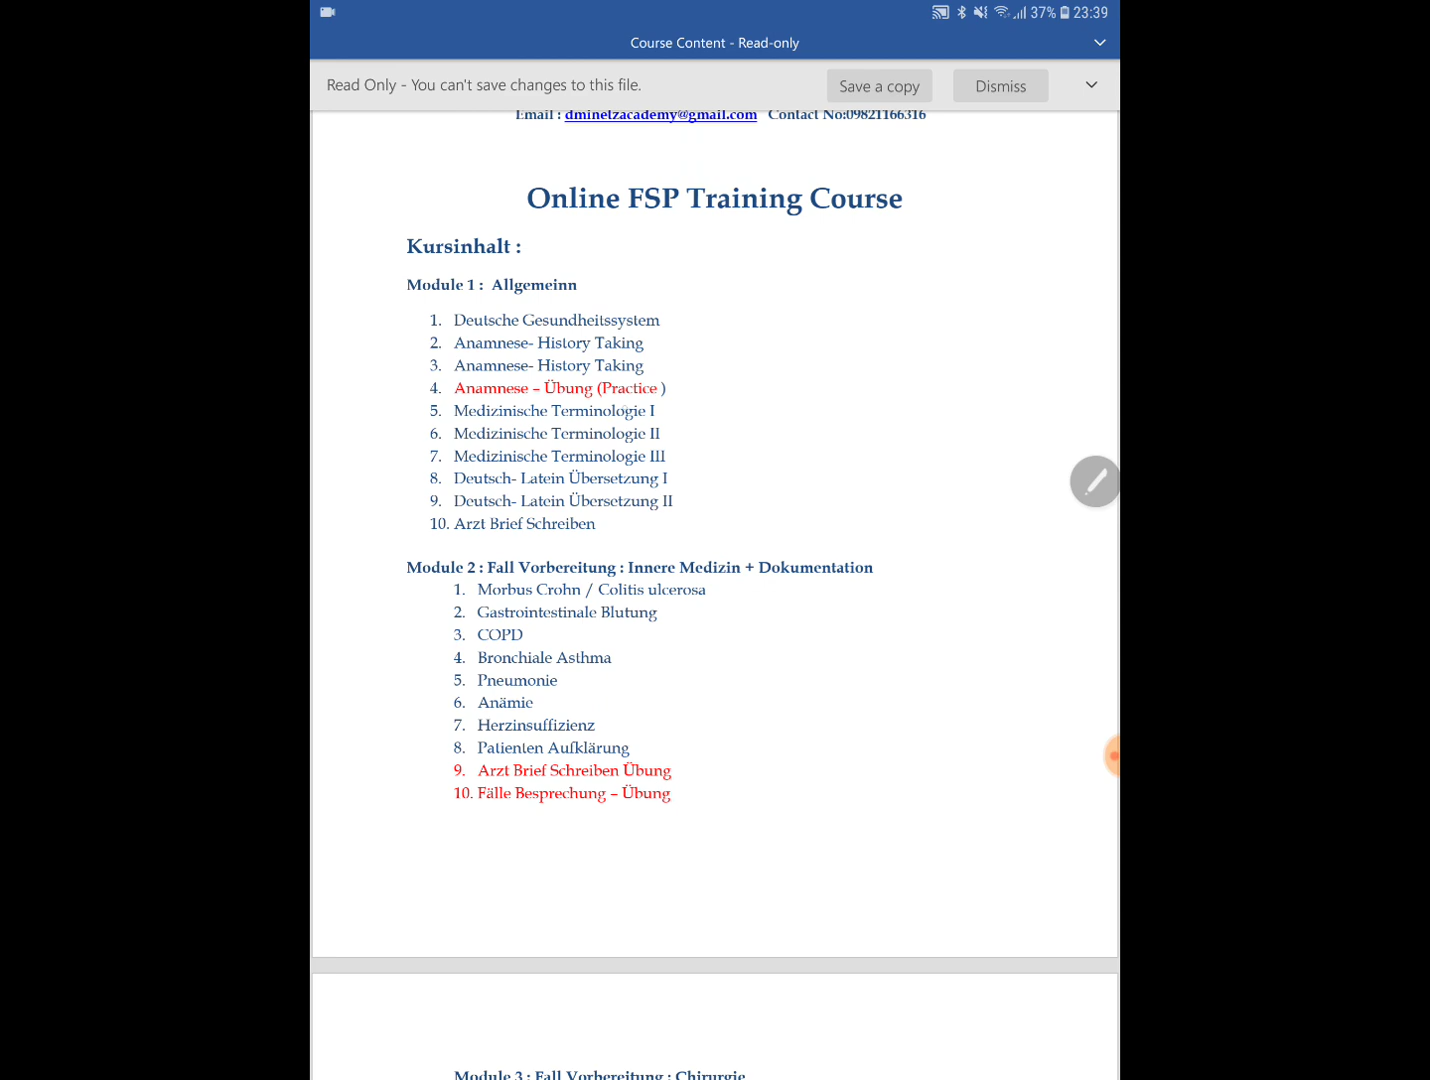 37% 23:39
Course Content - Read-only
Read Only - You can't save changes to this file.
Save a copy
Dismiss
Email : dminetzacademy@gmail.com Contact No:09821166316
Online FSP Training Course
Kursinhalt :
Module 1 : Allgemeinn
1. Deutsche Gesundheitssystem
2. Anamnese- History Taking
3. Anamnese- History Taking
4. Anamnese – Übung (Practice )
5. Medizinische Terminologie I
6. Medizinische Terminologie II
7. Medizinische Terminologie III
8. Deutsch- Latein Übersetzung I
9. Deutsch- Latein Übersetzung II
10. Arzt Brief Schreiben
Module 2 : Fall Vorbereitung : Innere Medizin + Dokumentation
1. Morbus Crohn / Colitis ulcerosa
2. Gastrointestinale Blutung
3. COPD
4. Bronchiale Asthma
5. Pneumonie
6. Anämie
7. Herzinsuffizienz
8. Patienten Aufklärung
9. Arzt Brief Schreiben Übung
10. Fälle Besprechung – Übung
Module 3 : Fall Vorbereitung : Chirurgie